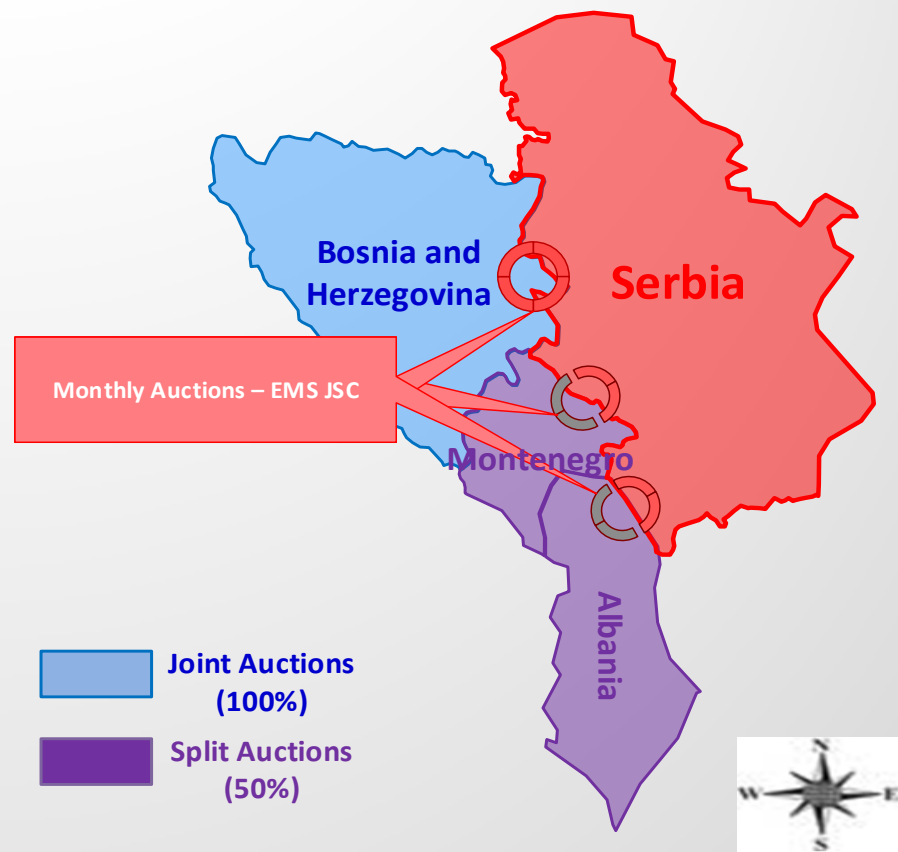 Bosnia and
Herzegovina
Serbia
Monthly Auctions – EMS JSC
Montenegro
Albania
Joint Auctions
(100%)
Split Auctions
(50%)
N
W E
S